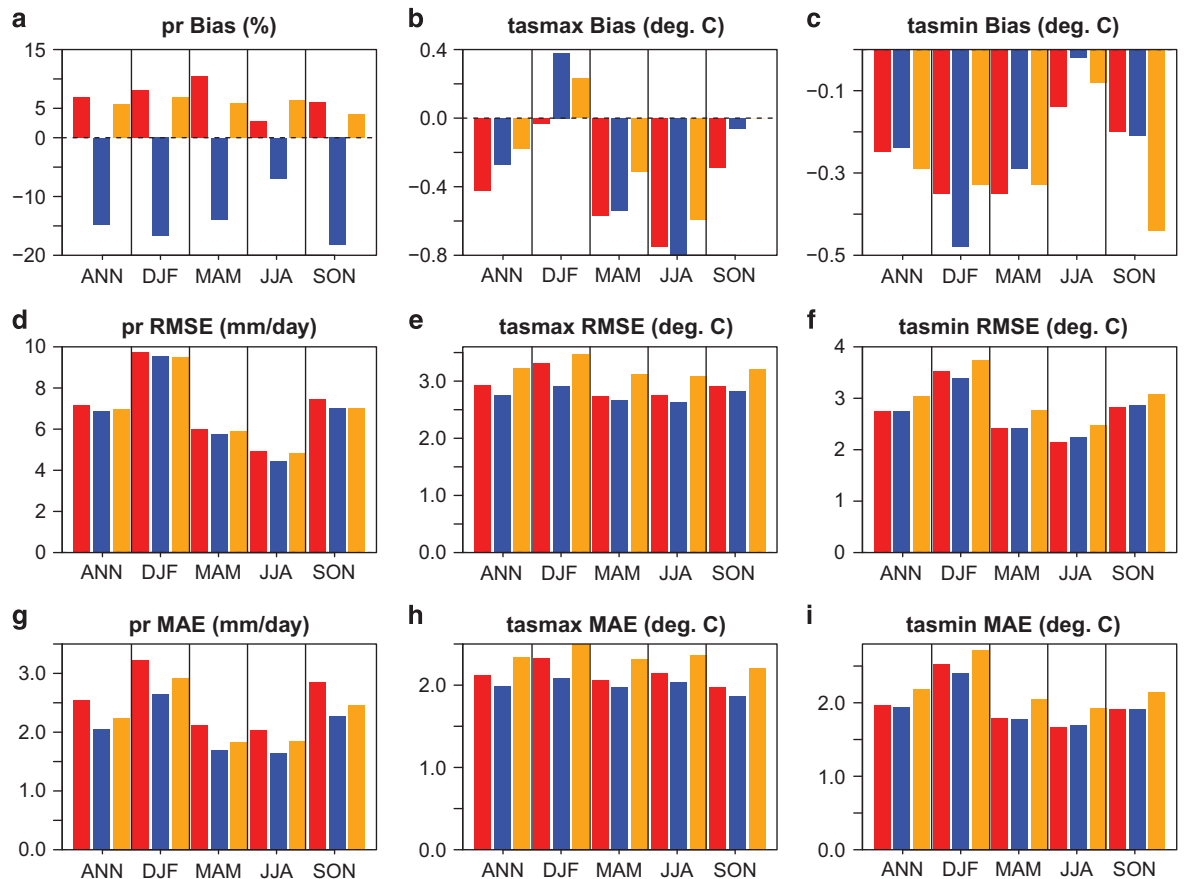 a pr Bias (%)
15
5
0
−10
−20
ANN DJF MAM JJA SON
b tasmax Bias (deg. C)
0.4
0.0
−0.4
−0.8
ANN DJF MAM JJA SON
c tasmin Bias (deg. C)
−0.1
−0.3
−0.5
ANN DJF MAM JJA SON
d pr RMSE (mm/day)
10
8
6
4
2
0
ANN DJF MAM JJA SON
e tasmax RMSE (deg. C)
3.0
2.0
1.0
0.0
ANN DJF MAM JJA SON
f tasmin RMSE (deg. C)
4
3
2
1
0
ANN DJF MAM JJA SON
g pr MAE (mm/day)
3.0
2.0
1.0
0.0
ANN DJF MAM JJA SON
h tasmax MAE (deg. C)
2.0
1.0
0.0
ANN DJF MAM JJA SON
i tasmin MAE (deg. C)
2.0
1.0
0.0
ANN DJF MAM JJA SON